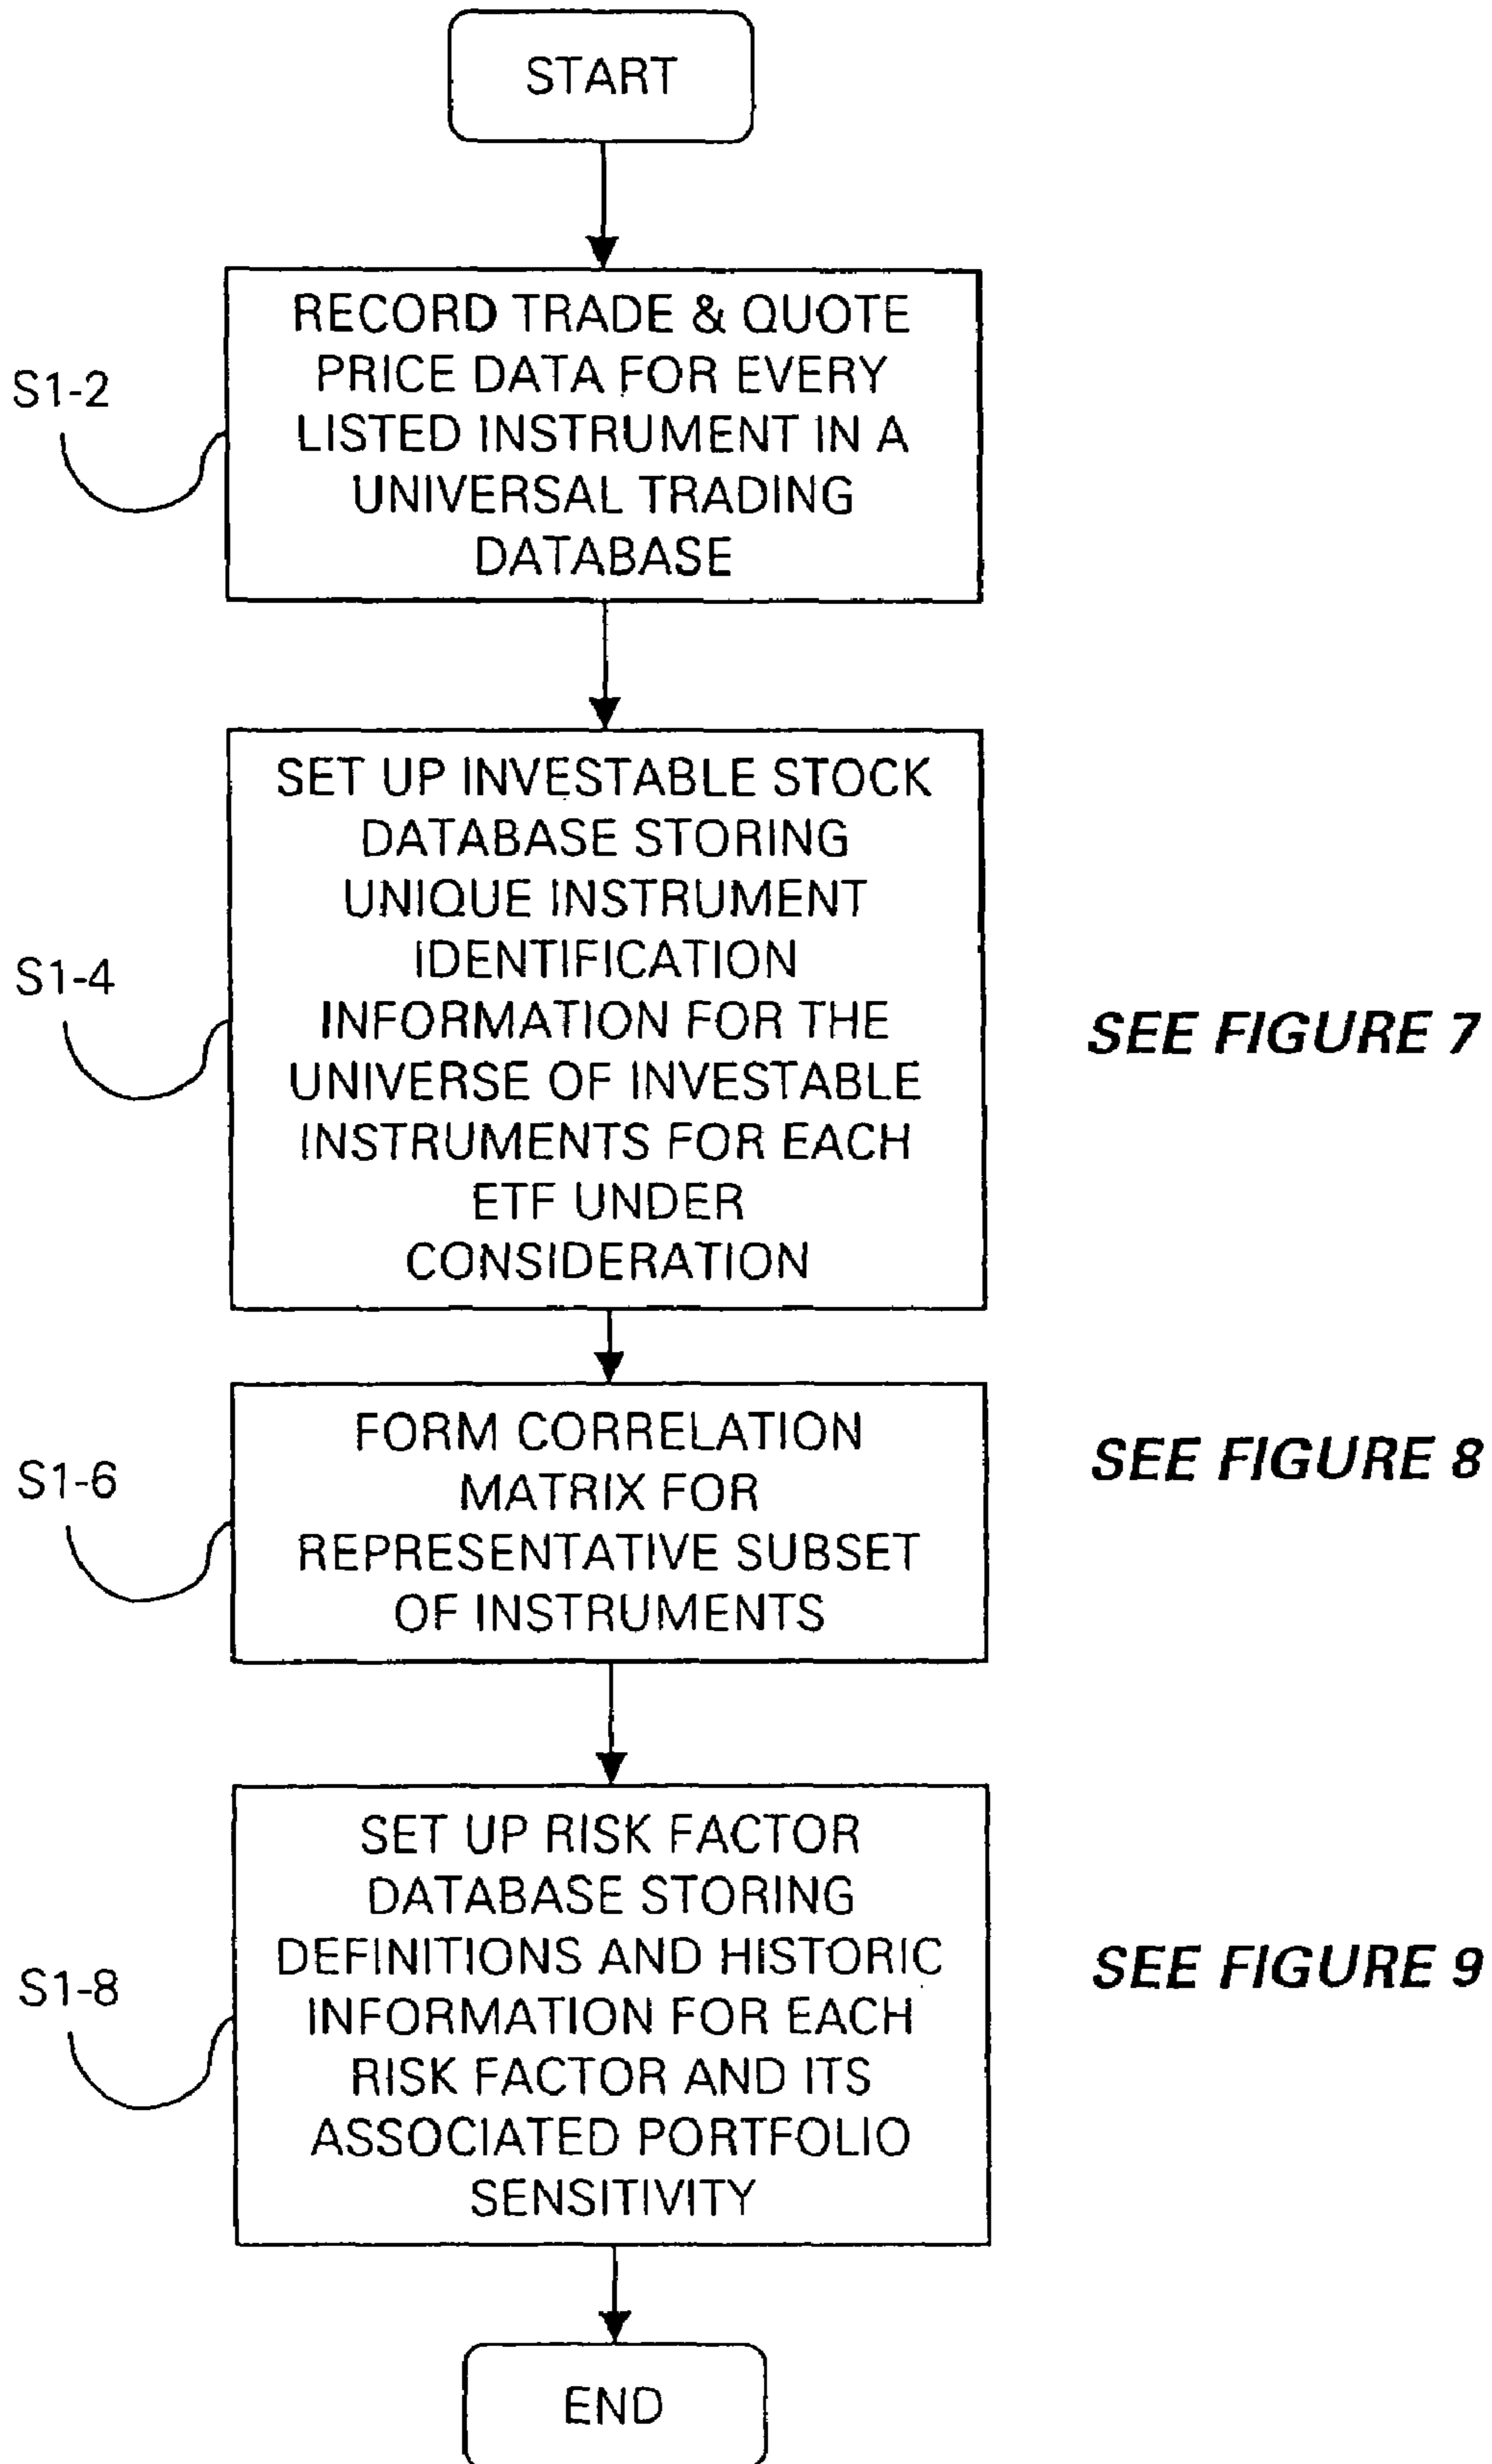 START
S1-2
RECORD TRADE & QUOTE
PRICE DATA FOR EVERY
LISTED INSTRUMENT IN A
UNIVERSAL TRADING
DATABASE
S1-4
SET UP INVESTABLE STOCK
DATABASE STORING
UNIQUE INSTRUMENT
IDENTIFICATION
INFORMATION FOR THE
UNIVERSE OF INVESTABLE
INSTRUMENTS FOR EACH
ETF UNDER
CONSIDERATION
SEE FIGURE 7
S1-6
FORM CORRELATION
MATRIX FOR
REPRESENTATIVE SUBSET
OF INSTRUMENTS
SEE FIGURE 8
S1-8
SET UP RISK FACTOR
DATABASE STORING
DEFINITIONS AND HISTORIC
INFORMATION FOR EACH
RISK FACTOR AND ITS
ASSOCIATED PORTFOLIO
SENSITIVITY
SEE FIGURE 9
END